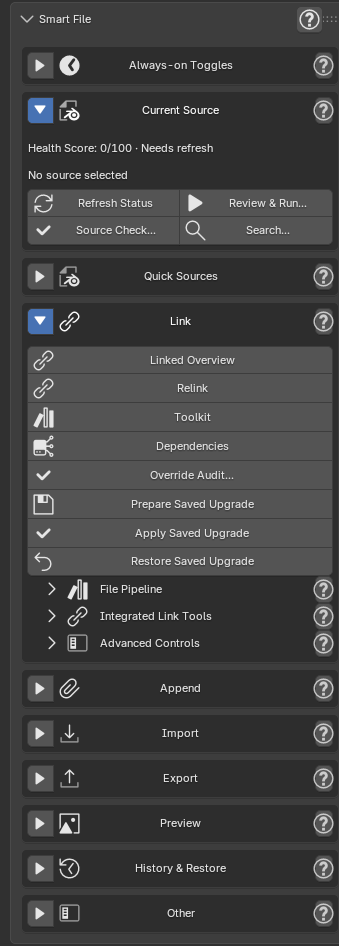 Smart File
Always-on Toggles
Current Source
Health Score: 0/100 · Needs refresh
No source selected
Refresh Status
Review & Run...
Source Check...
Search...
Quick Sources
Link
Linked Overview
Relink
Toolkit
Dependencies
Override Audit...
Prepare Saved Upgrade
Apply Saved Upgrade
Restore Saved Upgrade
File Pipeline
Integrated Link Tools
Advanced Controls
Append
Import
Export
Preview
History & Restore
Other